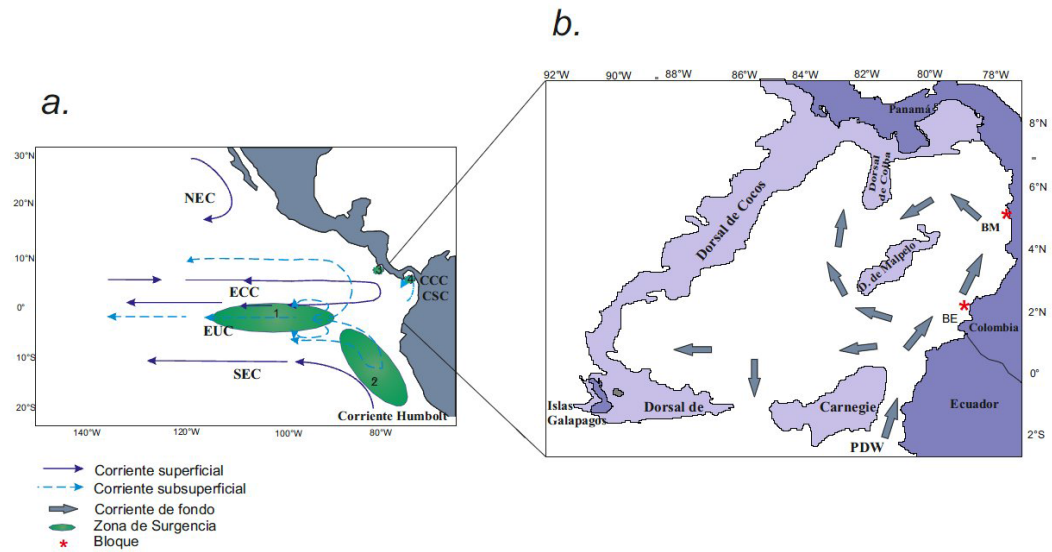 a.
30°N
20°N
10°N
0°
10°S
20°S
140°W
120°W
100°W
80°W
NEC
ECC
EUC
SEC
CCC
CSC
1
2
4
Corriente Humbolt
Corriente superficial
Corriente subsuperficial
Corriente de fondo
Zona de Surgencia
Bloque
b.
92°W
90°W
88°W
86°W
84°W
82°W
80°W
78°W
8°N
6°N
4°N
2°N
0°
2°S
Panamá
Dorsal de Cocos
Dorsal
de Coiba
D. de Malpelo
BM
BE
Colombia
Ecuador
Islas
Galapagos
Dorsal de
Carnegie
PDW